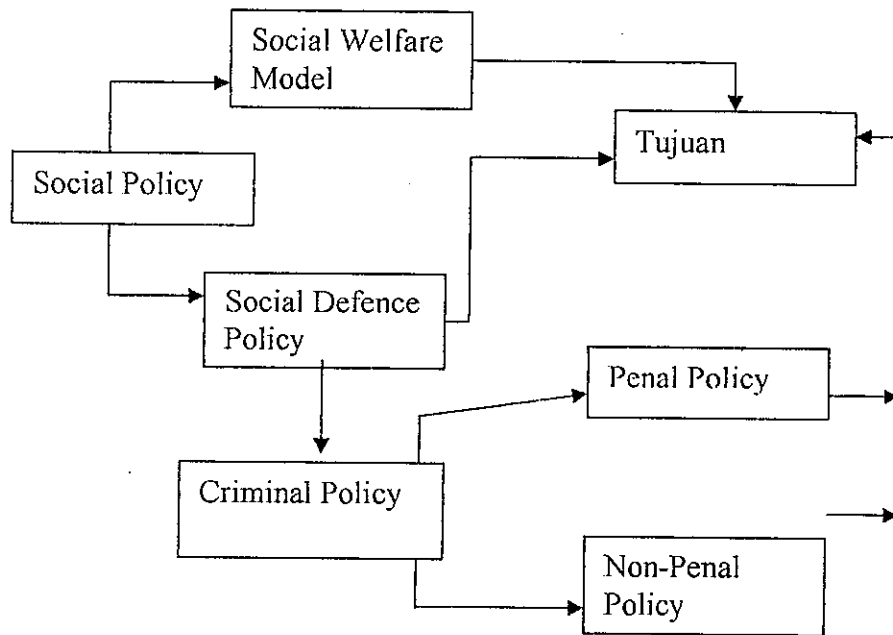 Social Welfare
Model
Tujuan
Social Policy
Social Defence
Policy
Penal Policy
Criminal Policy
Non-Penal
Policy